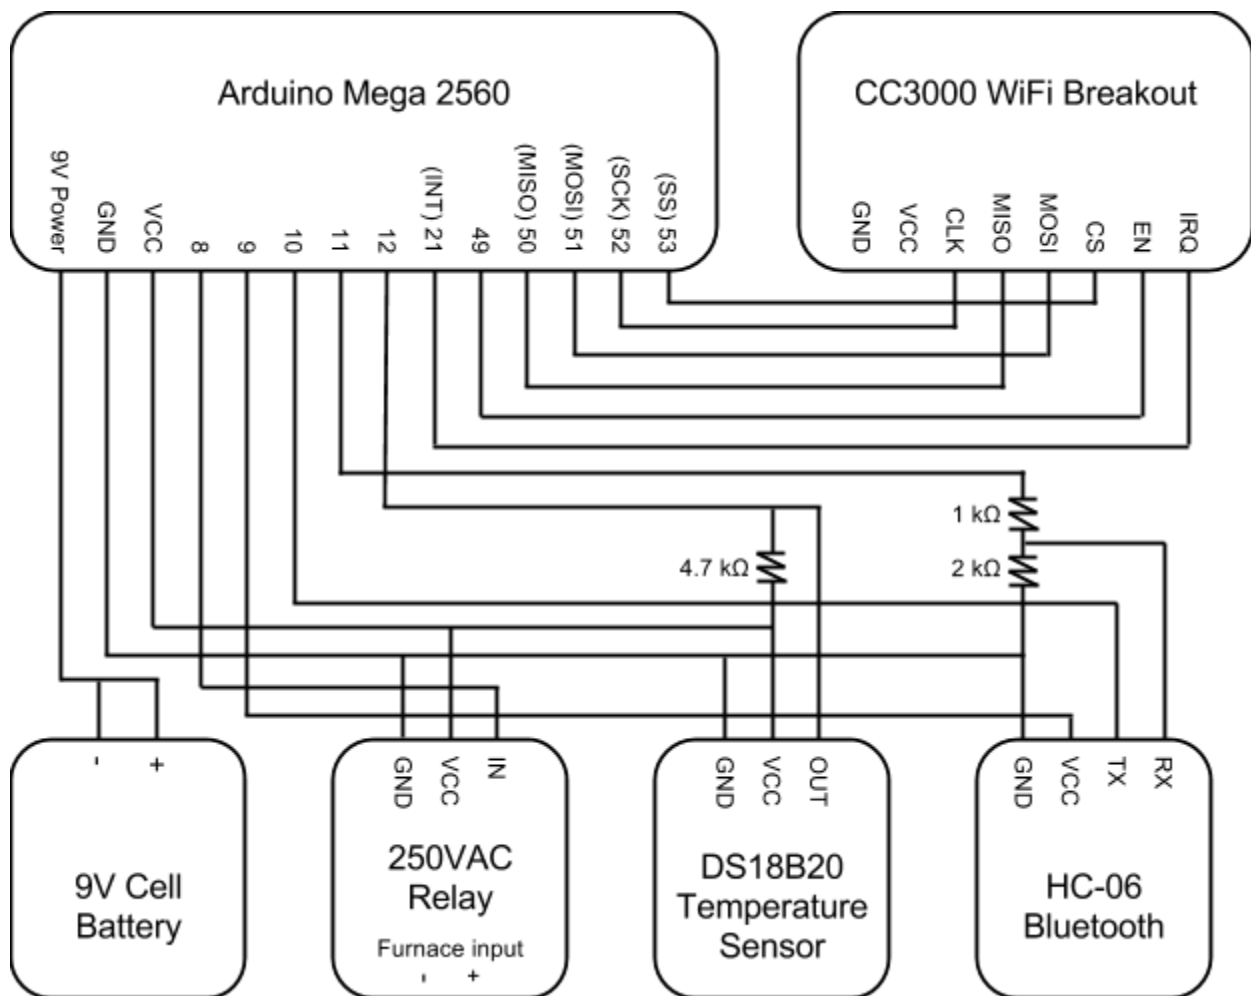 Arduino Mega 2560
CC3000 WiFi Breakout
9V Power
GND
VCC
8
9
10
11
12
(INT) 21
49
(MISO) 50
(MOSI) 51
(SCK) 52
(SS) 53
GND
VCC
CLK
MISO
MOSI
CS
EN
IRQ
1 kΩ
4.7 kΩ
2 kΩ
-
+
GND
VCC
IN
GND
VCC
OUT
GND
VCC
TX
RX
9V Cell
Battery
250VAC
Relay
Furnace input
- +
DS18B20
Temperature
Sensor
HC-06
Bluetooth